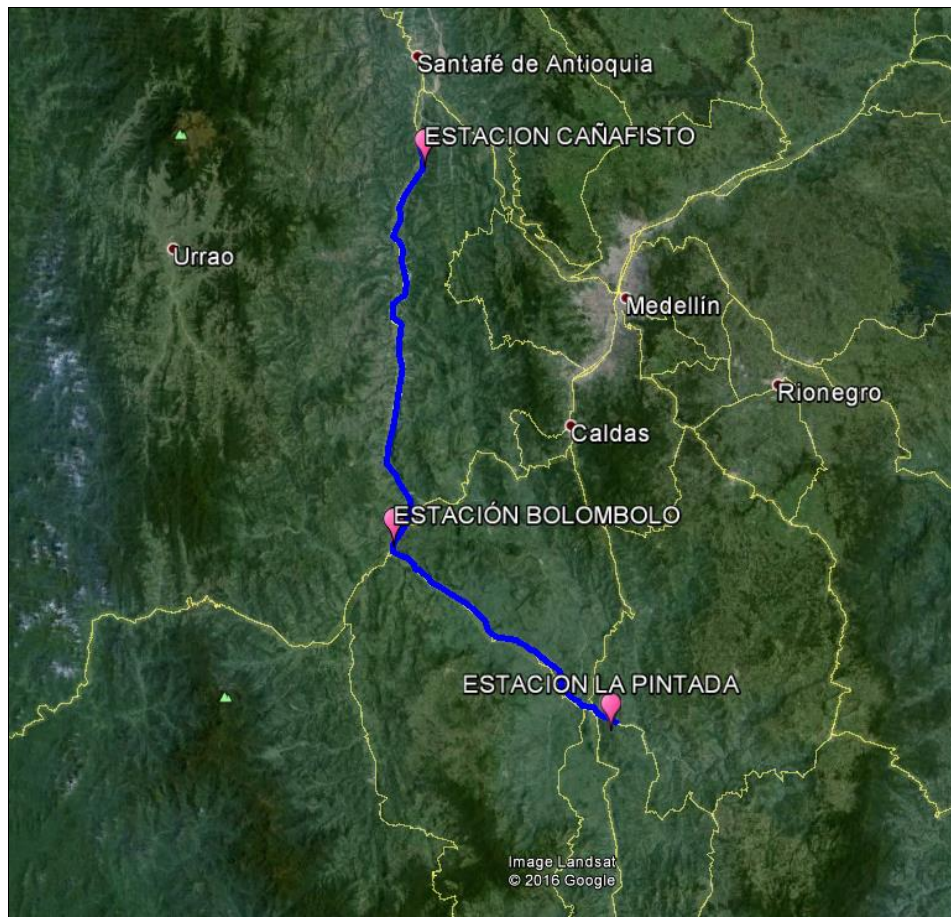 Santafé de Antioquia
ESTACION CAÑAFISTO
Urrao
Medellín
Rionegro
Caldas
ESTACIÓN BOLOMBOLO
ESTACION LA PINTADA
Image Landsat
© 2016 Google